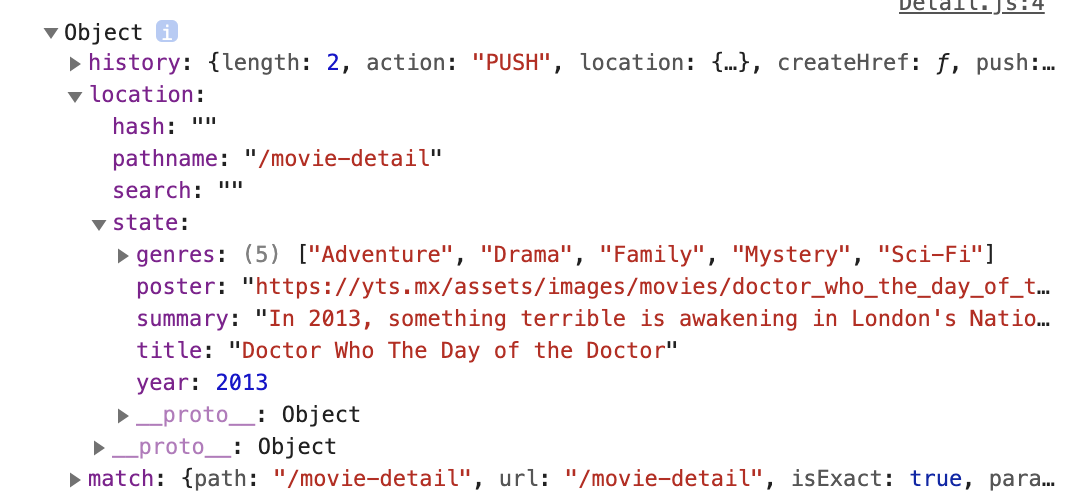 Detail.js:4
Object i
history: {length: 2, action: "PUSH", location: {…}, createHref: ƒ, push:…
location:
hash: ""
pathname: "/movie-detail"
search: ""
state:
genres: (5) ["Adventure", "Drama", "Family", "Mystery", "Sci-Fi"]
poster: "https://yts.mx/assets/images/movies/doctor_who_the_day_of_t…
summary: "In 2013, something terrible is awakening in London's Natio…
title: "Doctor Who The Day of the Doctor"
year: 2013
__proto__: Object
__proto__: Object
match: {path: "/movie-detail", url: "/movie-detail", isExact: true, para…